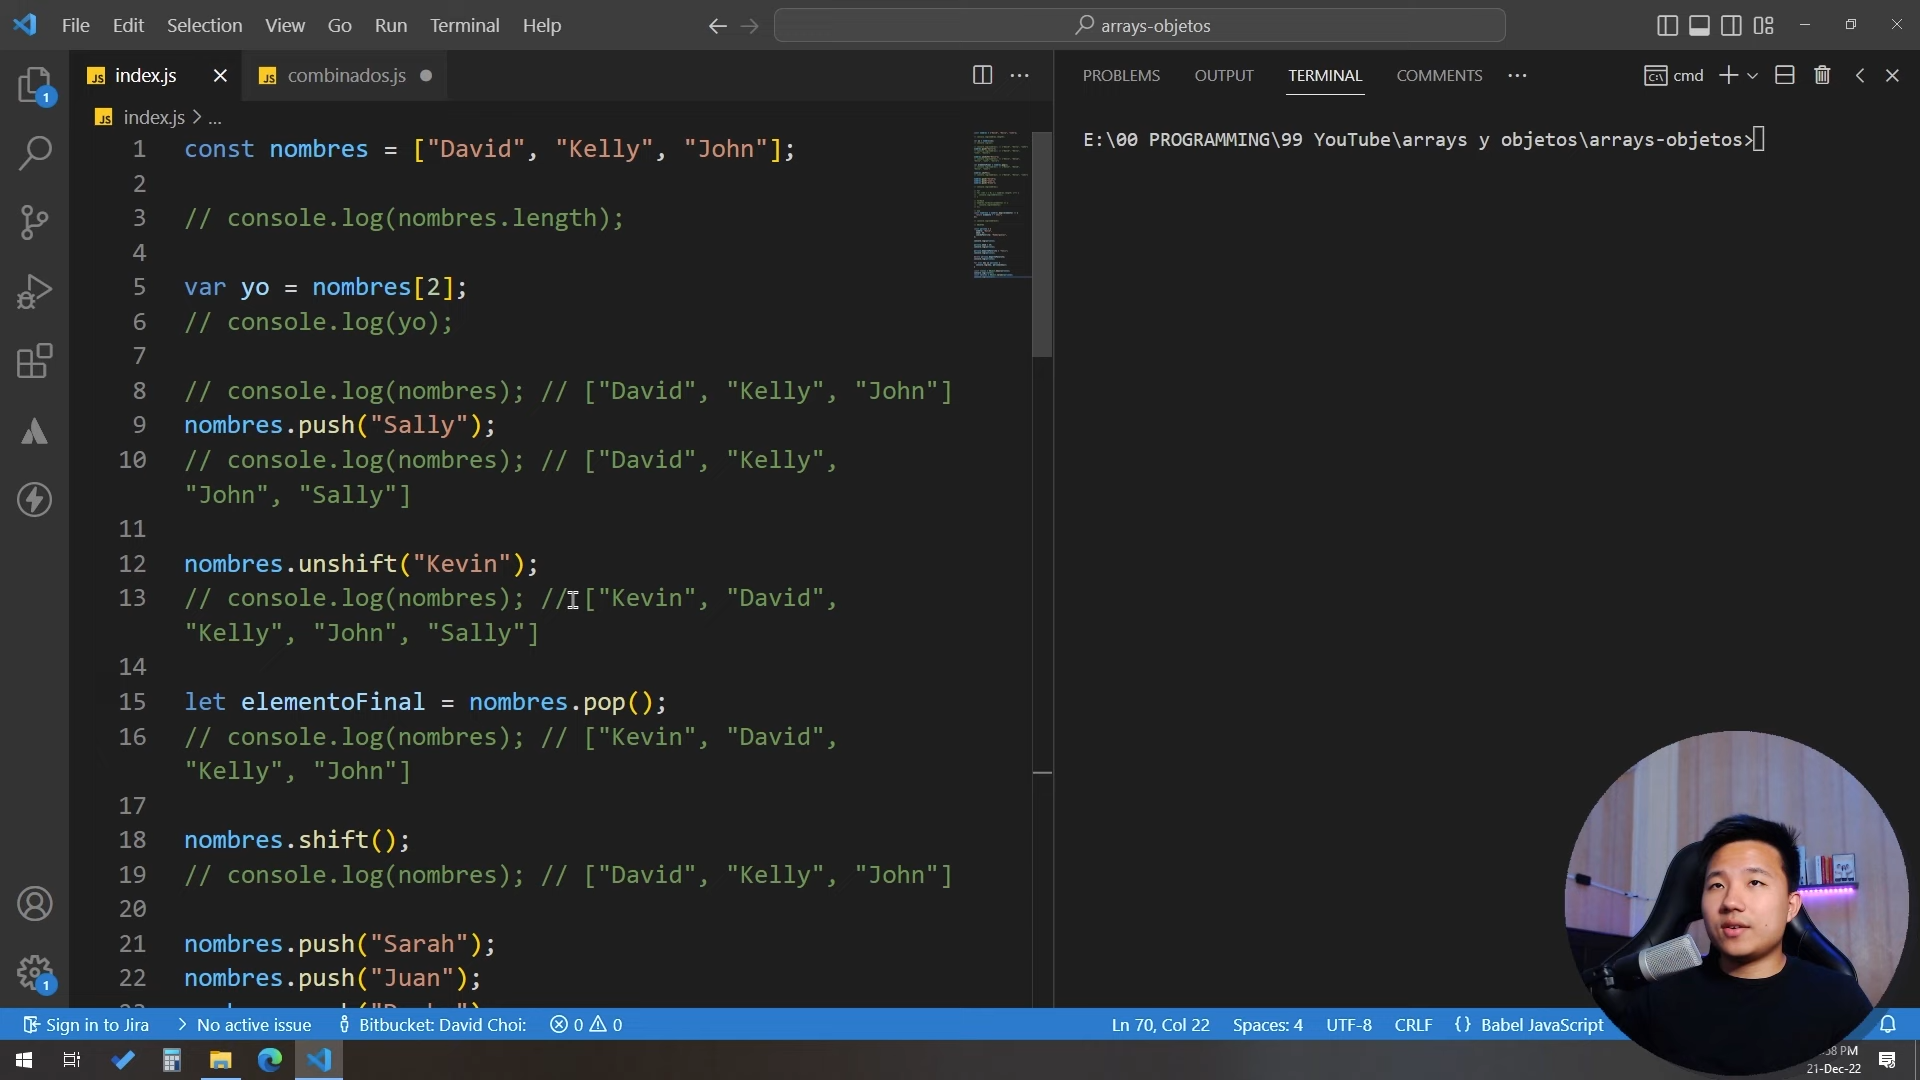 File Edit Selection View Go Run Terminal Help
arrays-objetos
JS index.js
JS combinados.js
PROBLEMS OUTPUT TERMINAL COMMENTS
cmd
JS index.js > ...
1 const nombres = ["David", "Kelly", "John"];
2
3 // console.log(nombres.length);
4
5 var yo = nombres[2];
6 // console.log(yo);
7
8 // console.log(nombres); // ["David", "Kelly", "John"]
9 nombres.push("Sally");
10 // console.log(nombres); // ["David", "Kelly",
"John", "Sally"]
11
12 nombres.unshift("Kevin");
13 // console.log(nombres); // ["Kevin", "David",
"Kelly", "John", "Sally"]
14
15 let elementoFinal = nombres.pop();
16 // console.log(nombres); // ["Kevin", "David",
"Kelly", "John"]
17
18 nombres.shift();
19 // console.log(nombres); // ["David", "Kelly", "John"]
20
21 nombres.push("Sarah");
22 nombres.push("Juan");
E:\00 PROGRAMMING\99 YouTube\arrays y objetos\arrays-objetos>
1
1
Sign in to Jira
No active issue
Bitbucket: David Choi:
0 0
Ln 70, Col 22
Spaces: 4
UTF-8
CRLF
{} Babel JavaScript
PM
21-Dec-22